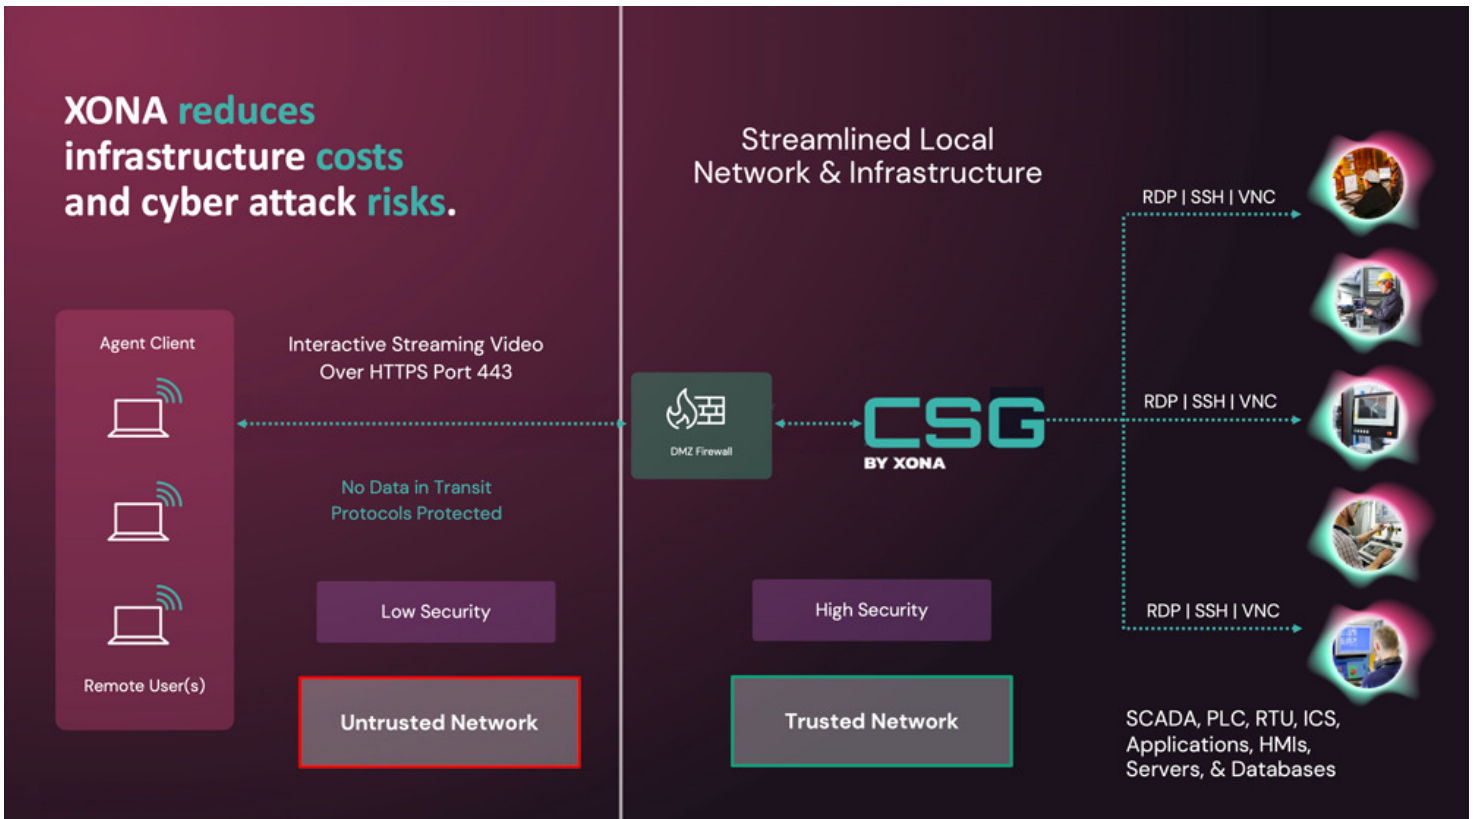 XONA reduces
infrastructure costs
and cyber attack risks.
Streamlined Local
Network & Infrastructure
Agent Client
Remote User(s)
Interactive Streaming Video
Over HTTPS Port 443
No Data in Transit
Protocols Protected
Low Security
Untrusted Network
DMZ Firewall
CSG
BY XONA
High Security
Trusted Network
RDP | SSH | VNC
RDP | SSH | VNC
RDP | SSH | VNC
SCADA, PLC, RTU, ICS,
Applications, HMIs,
Servers, & Databases